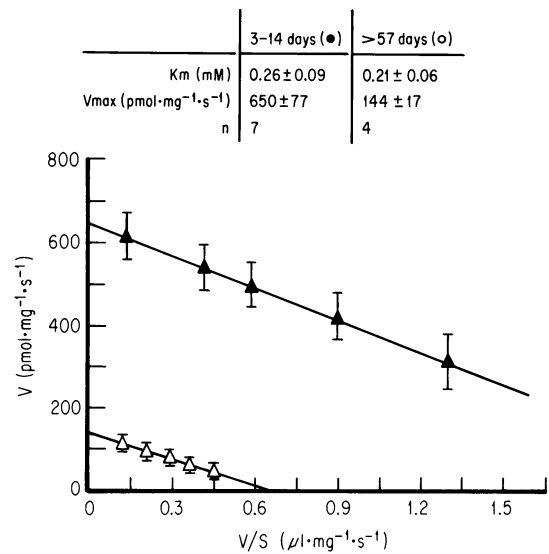 3-14 days (●) >57 days (○)
Km (mM) 0.26±0.09 0.21±0.06
Vmax (pmol·mg⁻¹·s⁻¹) 650±77 144±17
n 7 4
800
600
400
200
0
V (pmol·mg⁻¹·s⁻¹)
0 0.3 0.6 0.9 1.2 1.5
V/S (µl·mg⁻¹·s⁻¹)